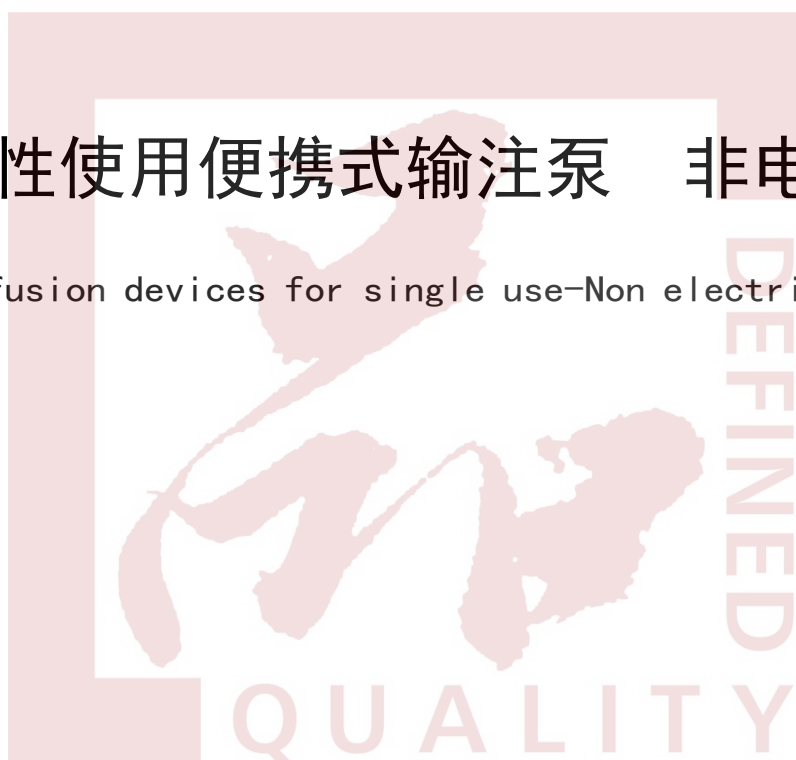 性使用便携式输注泵 非电
fusion devices for single use-Non electri
DEFINED
QUALITY